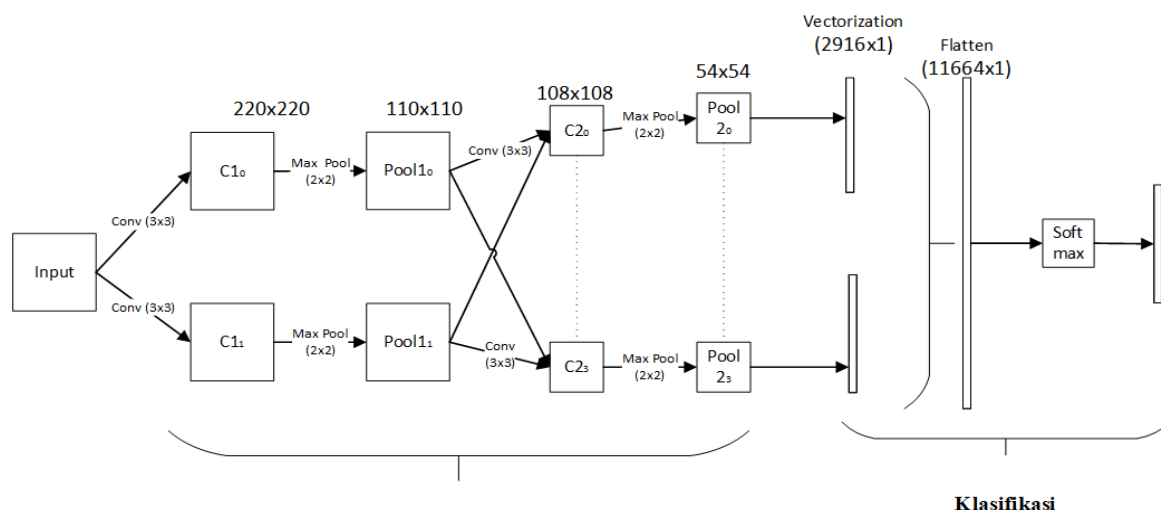 Vectorization
(2916x1)
Flatten
(11664x1)
220x220
110x110
108x108
54x54
Input
Conv (3x3)
Conv (3x3)
C1₀
Max Pool
(2x2)
Pool1₀
Conv (3x3)
C2₀
Max Pool
(2x2)
Pool
2₀
C1₁
Max Pool
(2x2)
Pool1₁
Conv
(3x3)
C2₃
Max Pool
(2x2)
Pool
2₃
Soft
max
Klasifikasi